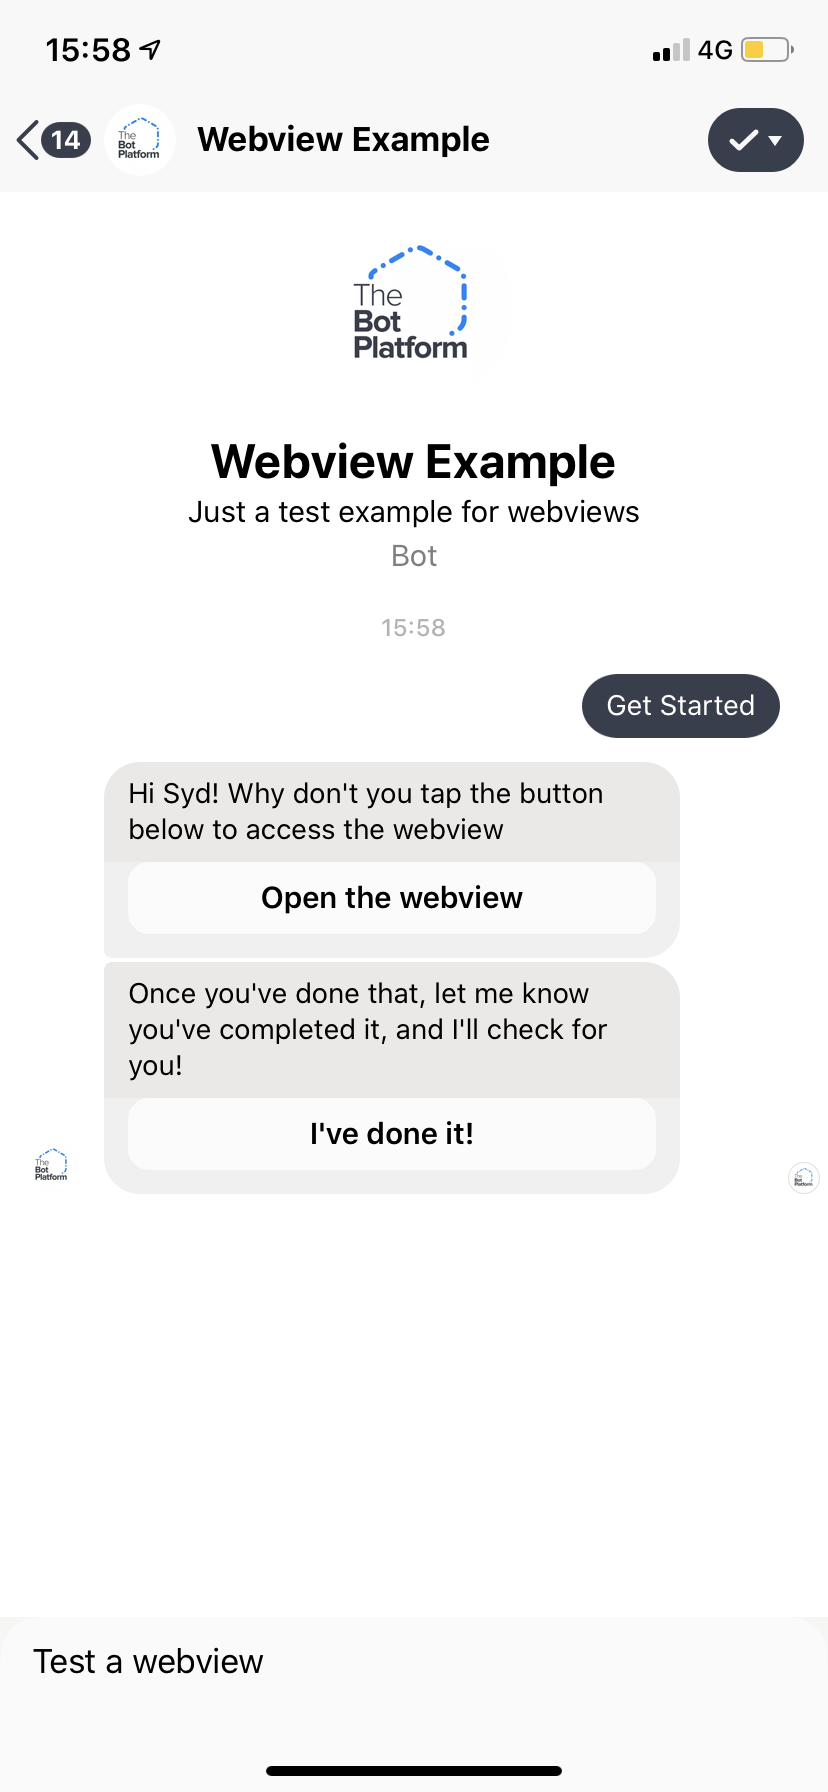 15:58
4G
14
The
Bot
Platform
Webview Example
The
Bot
Platform
Webview Example
Just a test example for webviews
Bot
15:58
Get Started
Hi Syd! Why don't you tap the button
below to access the webview
Open the webview
Once you've done that, let me know
you've completed it, and I'll check for
you!
I've done it!
The
Bot
Platform
The
Bot
Platform
Test a webview